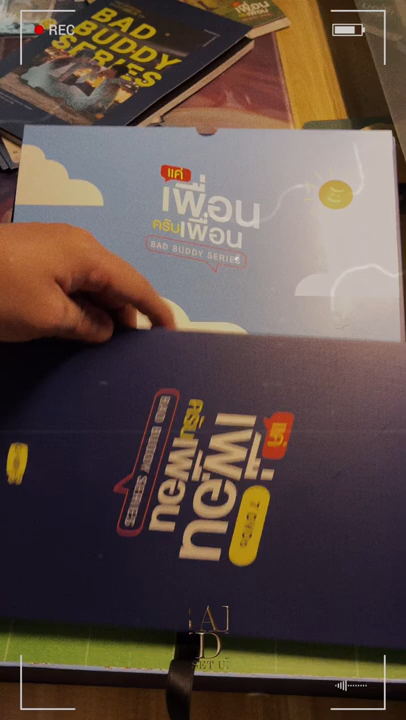 REC
BAD
BUDDY
SERIES
แค่
เพื่อน
ครับเพื่อน
BAD BUDDY SERIES
แค่
เพื่อน
ครับเพื่อน
BAD BUDDY SERIES
[A]
D
SET U